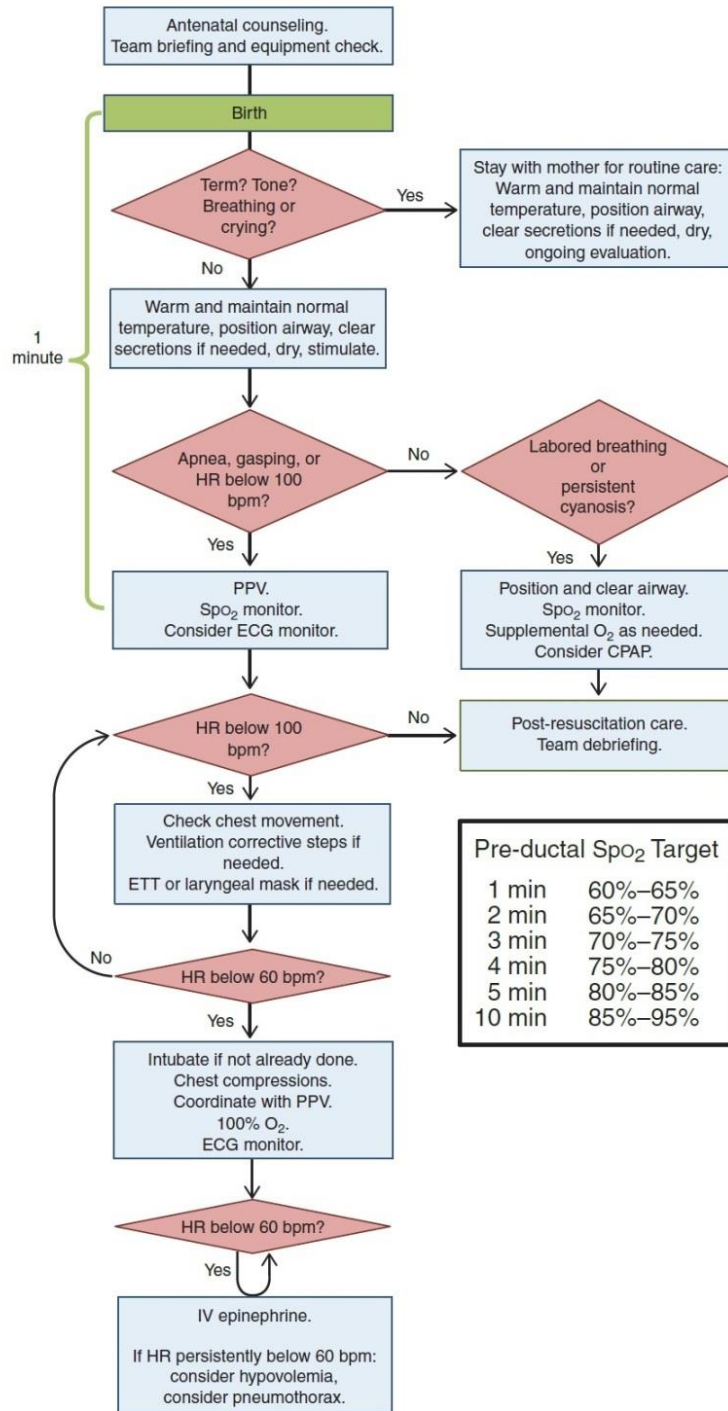 Antenatal counseling.
Team briefing and equipment check.
Birth
Term? Tone?
Breathing or
crying?
Yes
Stay with mother for routine care:
Warm and maintain normal
temperature, position airway,
clear secretions if needed, dry,
ongoing evaluation.
No
Warm and maintain normal
temperature, position airway, clear
secretions if needed, dry, stimulate.
1
minute
Apnea, gasping, or
HR below 100
bpm?
No
Labored breathing
or
persistent
cyanosis?
Yes
Yes
PPV.
SpO₂ monitor.
Consider ECG monitor.
Position and clear airway.
SpO₂ monitor.
Supplemental O₂ as needed.
Consider CPAP.
HR below 100
bpm?
No
Post-resuscitation care.
Team debriefing.
Yes
Check chest movement.
Ventilation corrective steps if
needed.
ETT or laryngeal mask if needed.
No
HR below 60 bpm?
Yes
Pre-ductal SpO₂ Target
1 min 60%–65%
2 min 65%–70%
3 min 70%–75%
4 min 75%–80%
5 min 80%–85%
10 min 85%–95%
Intubate if not already done.
Chest compressions.
Coordinate with PPV.
100% O₂.
ECG monitor.
HR below 60 bpm?
Yes
IV epinephrine.
If HR persistently below 60 bpm:
consider hypovolemia,
consider pneumothorax.